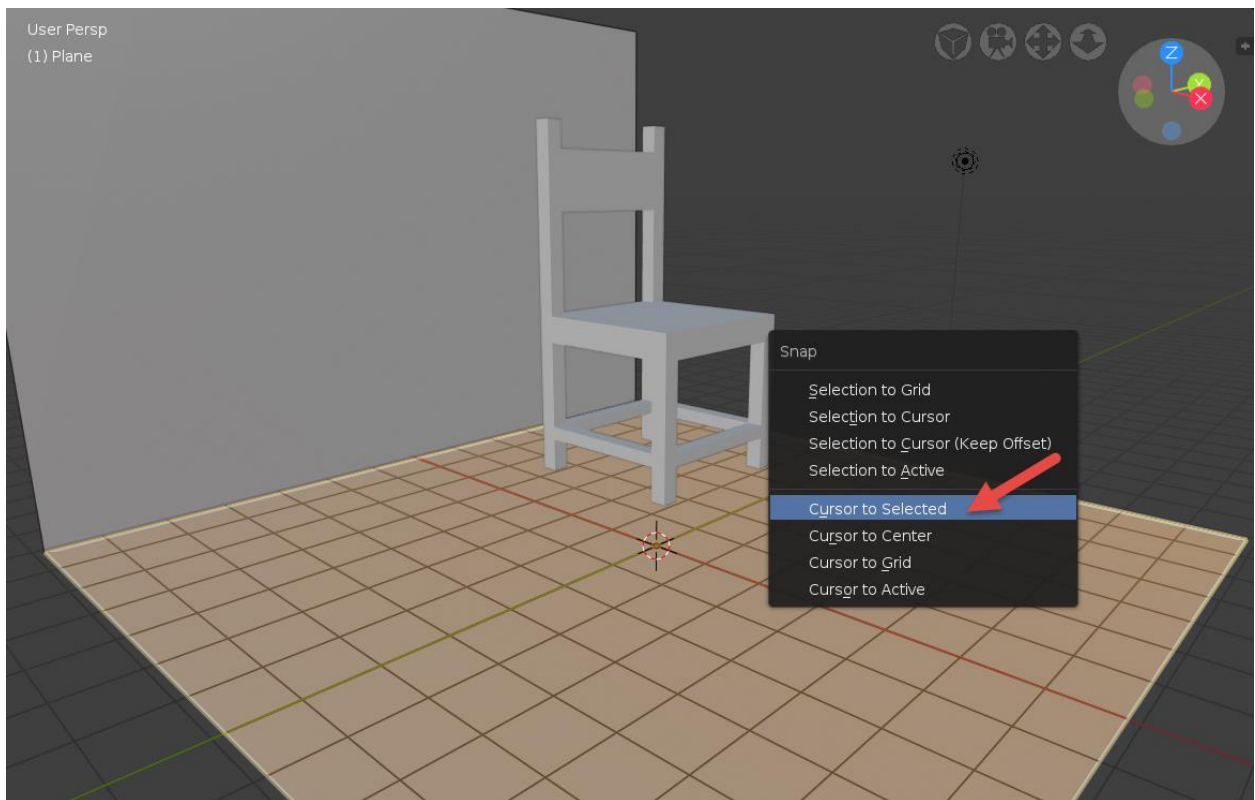 User Persp
(1) Plane
Z
Y
X
Snap
Selection to Grid
Selection to Cursor
Selection to Cursor (Keep Offset)
Selection to Active
Cursor to Selected
Cursor to Center
Cursor to Grid
Cursor to Active